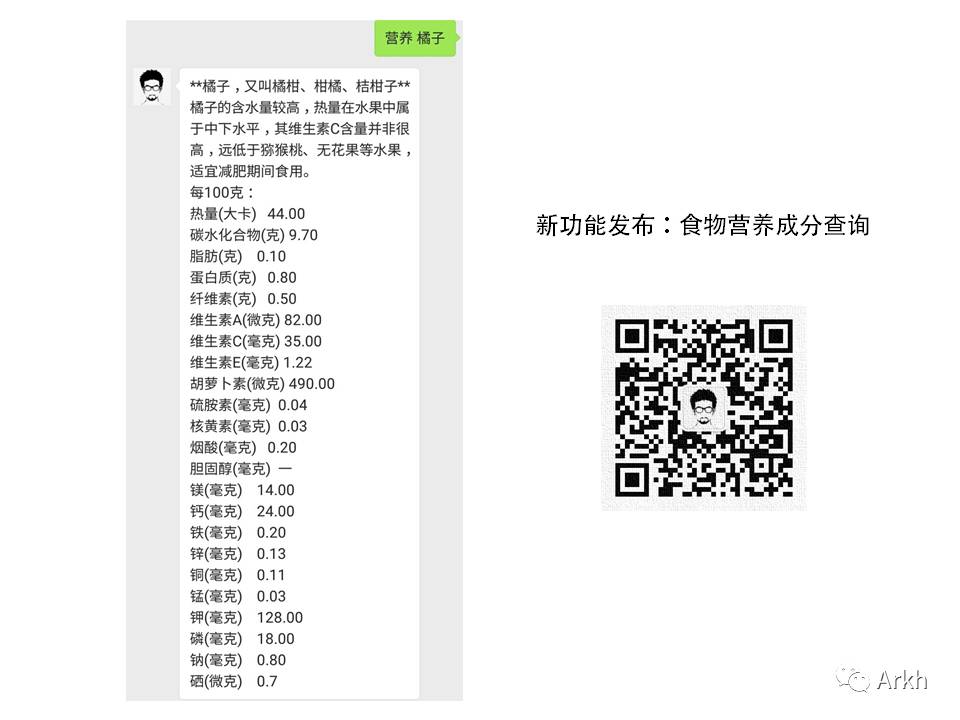 营养 橘子
**橘子，又叫橘柑、柑橘、桔柑子**
橘子的含水量较高，热量在水果中属
于中下水平，其维生素C含量并非很
高，远低于猕猴桃、无花果等水果，
适宜减肥期间食用。
每100克：
热量(大卡) 44.00
碳水化合物(克) 9.70
脂肪(克) 0.10
蛋白质(克) 0.80
纤维素(克) 0.50
维生素A(微克) 82.00
维生素C(毫克) 35.00
维生素E(毫克) 1.22
胡萝卜素(微克) 490.00
硫胺素(毫克) 0.04
核黄素(毫克) 0.03
烟酸(毫克) 0.20
胆固醇(毫克) 一
镁(毫克) 14.00
钙(毫克) 24.00
铁(毫克) 0.20
锌(毫克) 0.13
铜(毫克) 0.11
锰(毫克) 0.03
钾(毫克) 128.00
磷(毫克) 18.00
钠(毫克) 0.80
硒(微克) 0.7
新功能发布：食物营养成分查询
Arkh